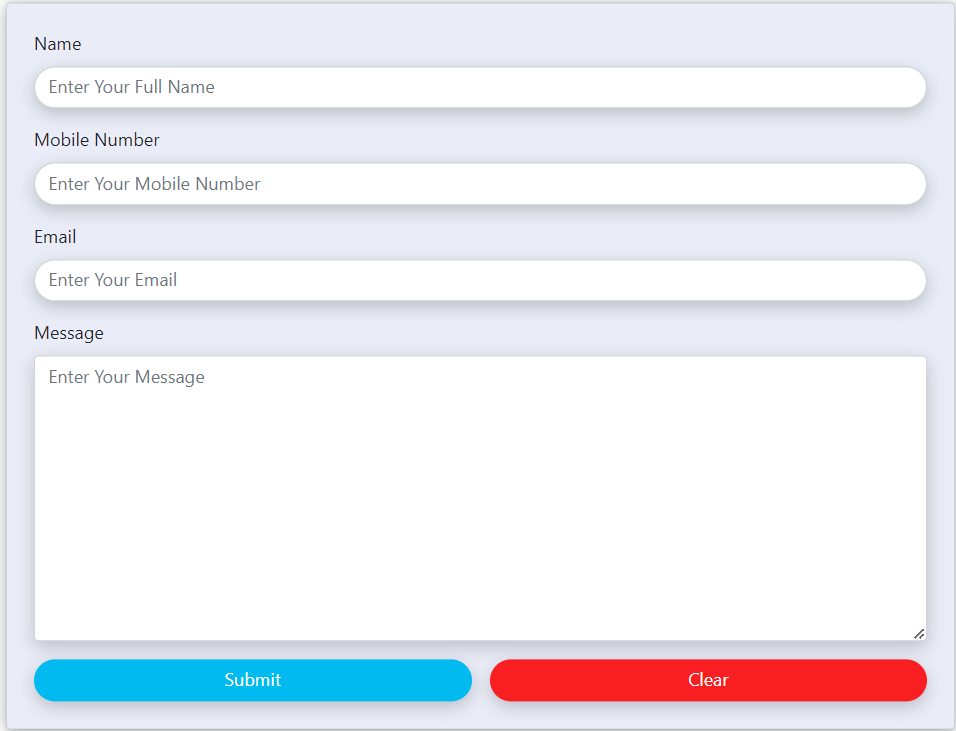 Name
Enter Your Full Name
Mobile Number
Enter Your Mobile Number
Email
Enter Your Email
Message
Enter Your Message
Submit Clear